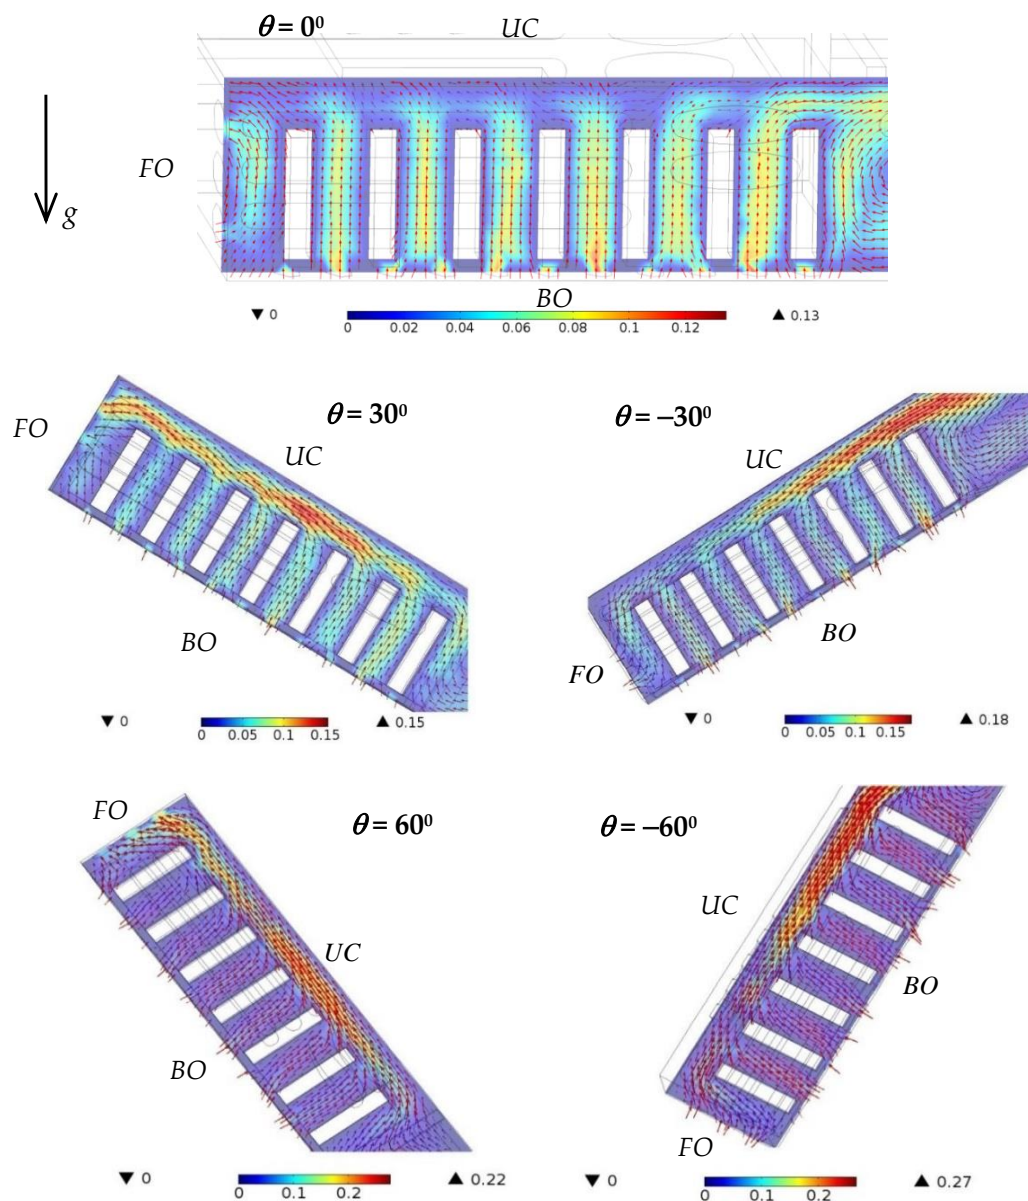 θ = 0⁰
UC
FO
g
BO
▼ 0
0 0.02 0.04 0.06 0.08 0.1 0.12
▲ 0.13
θ = 30⁰
θ = −30⁰
FO
UC
UC
BO
BO
FO
▼ 0
0 0.05 0.1 0.15
▲ 0.15
▼ 0
0 0.05 0.1 0.15
▲ 0.18
FO
θ = 60⁰
θ = −60⁰
UC
UC
BO
BO
FO
▼ 0
0 0.1 0.2
▲ 0.22
▼ 0
0 0.1 0.2
▲ 0.27